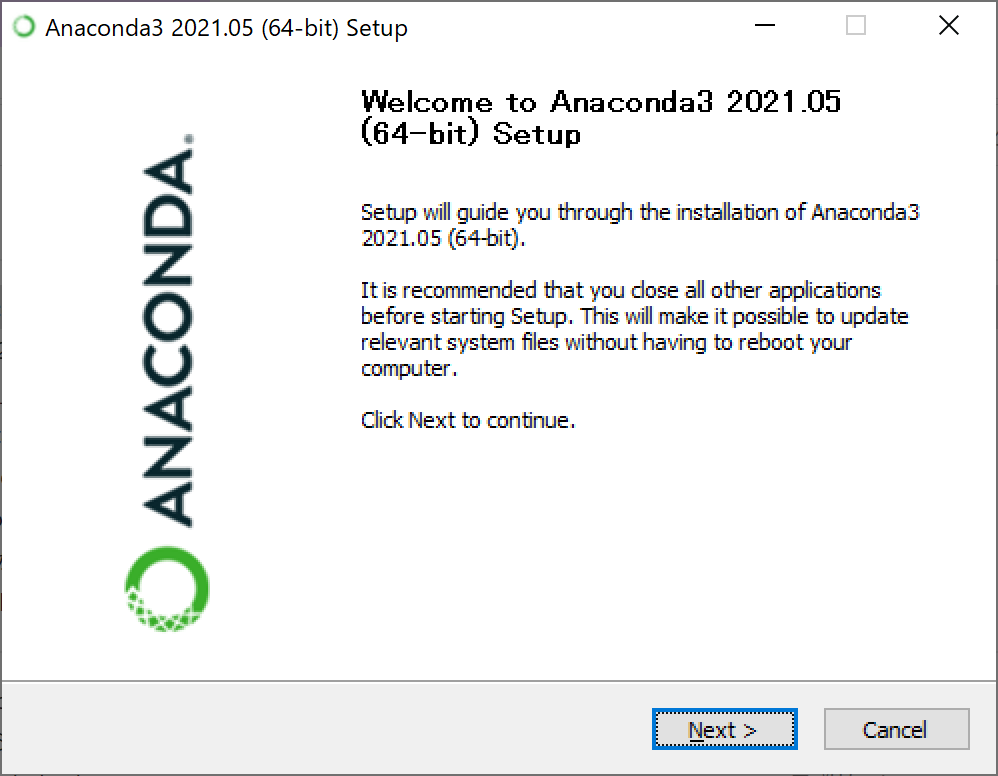 Anaconda3 2021.05 (64-bit) Setup
Welcome to Anaconda3 2021.05
(64-bit) Setup
ANACONDA.
Setup will guide you through the installation of Anaconda3
2021.05 (64-bit).
It is recommended that you close all other applications
before starting Setup. This will make it possible to update
relevant system files without having to reboot your
computer.
Click Next to continue.
Next >
Cancel